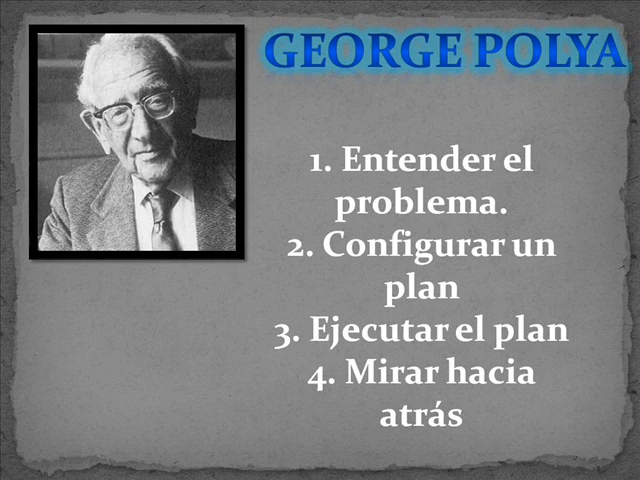 GEORGE POLYA
1. Entender el
problema.
2. Configurar un
plan
3. Ejecutar el plan
4. Mirar hacia
atrás